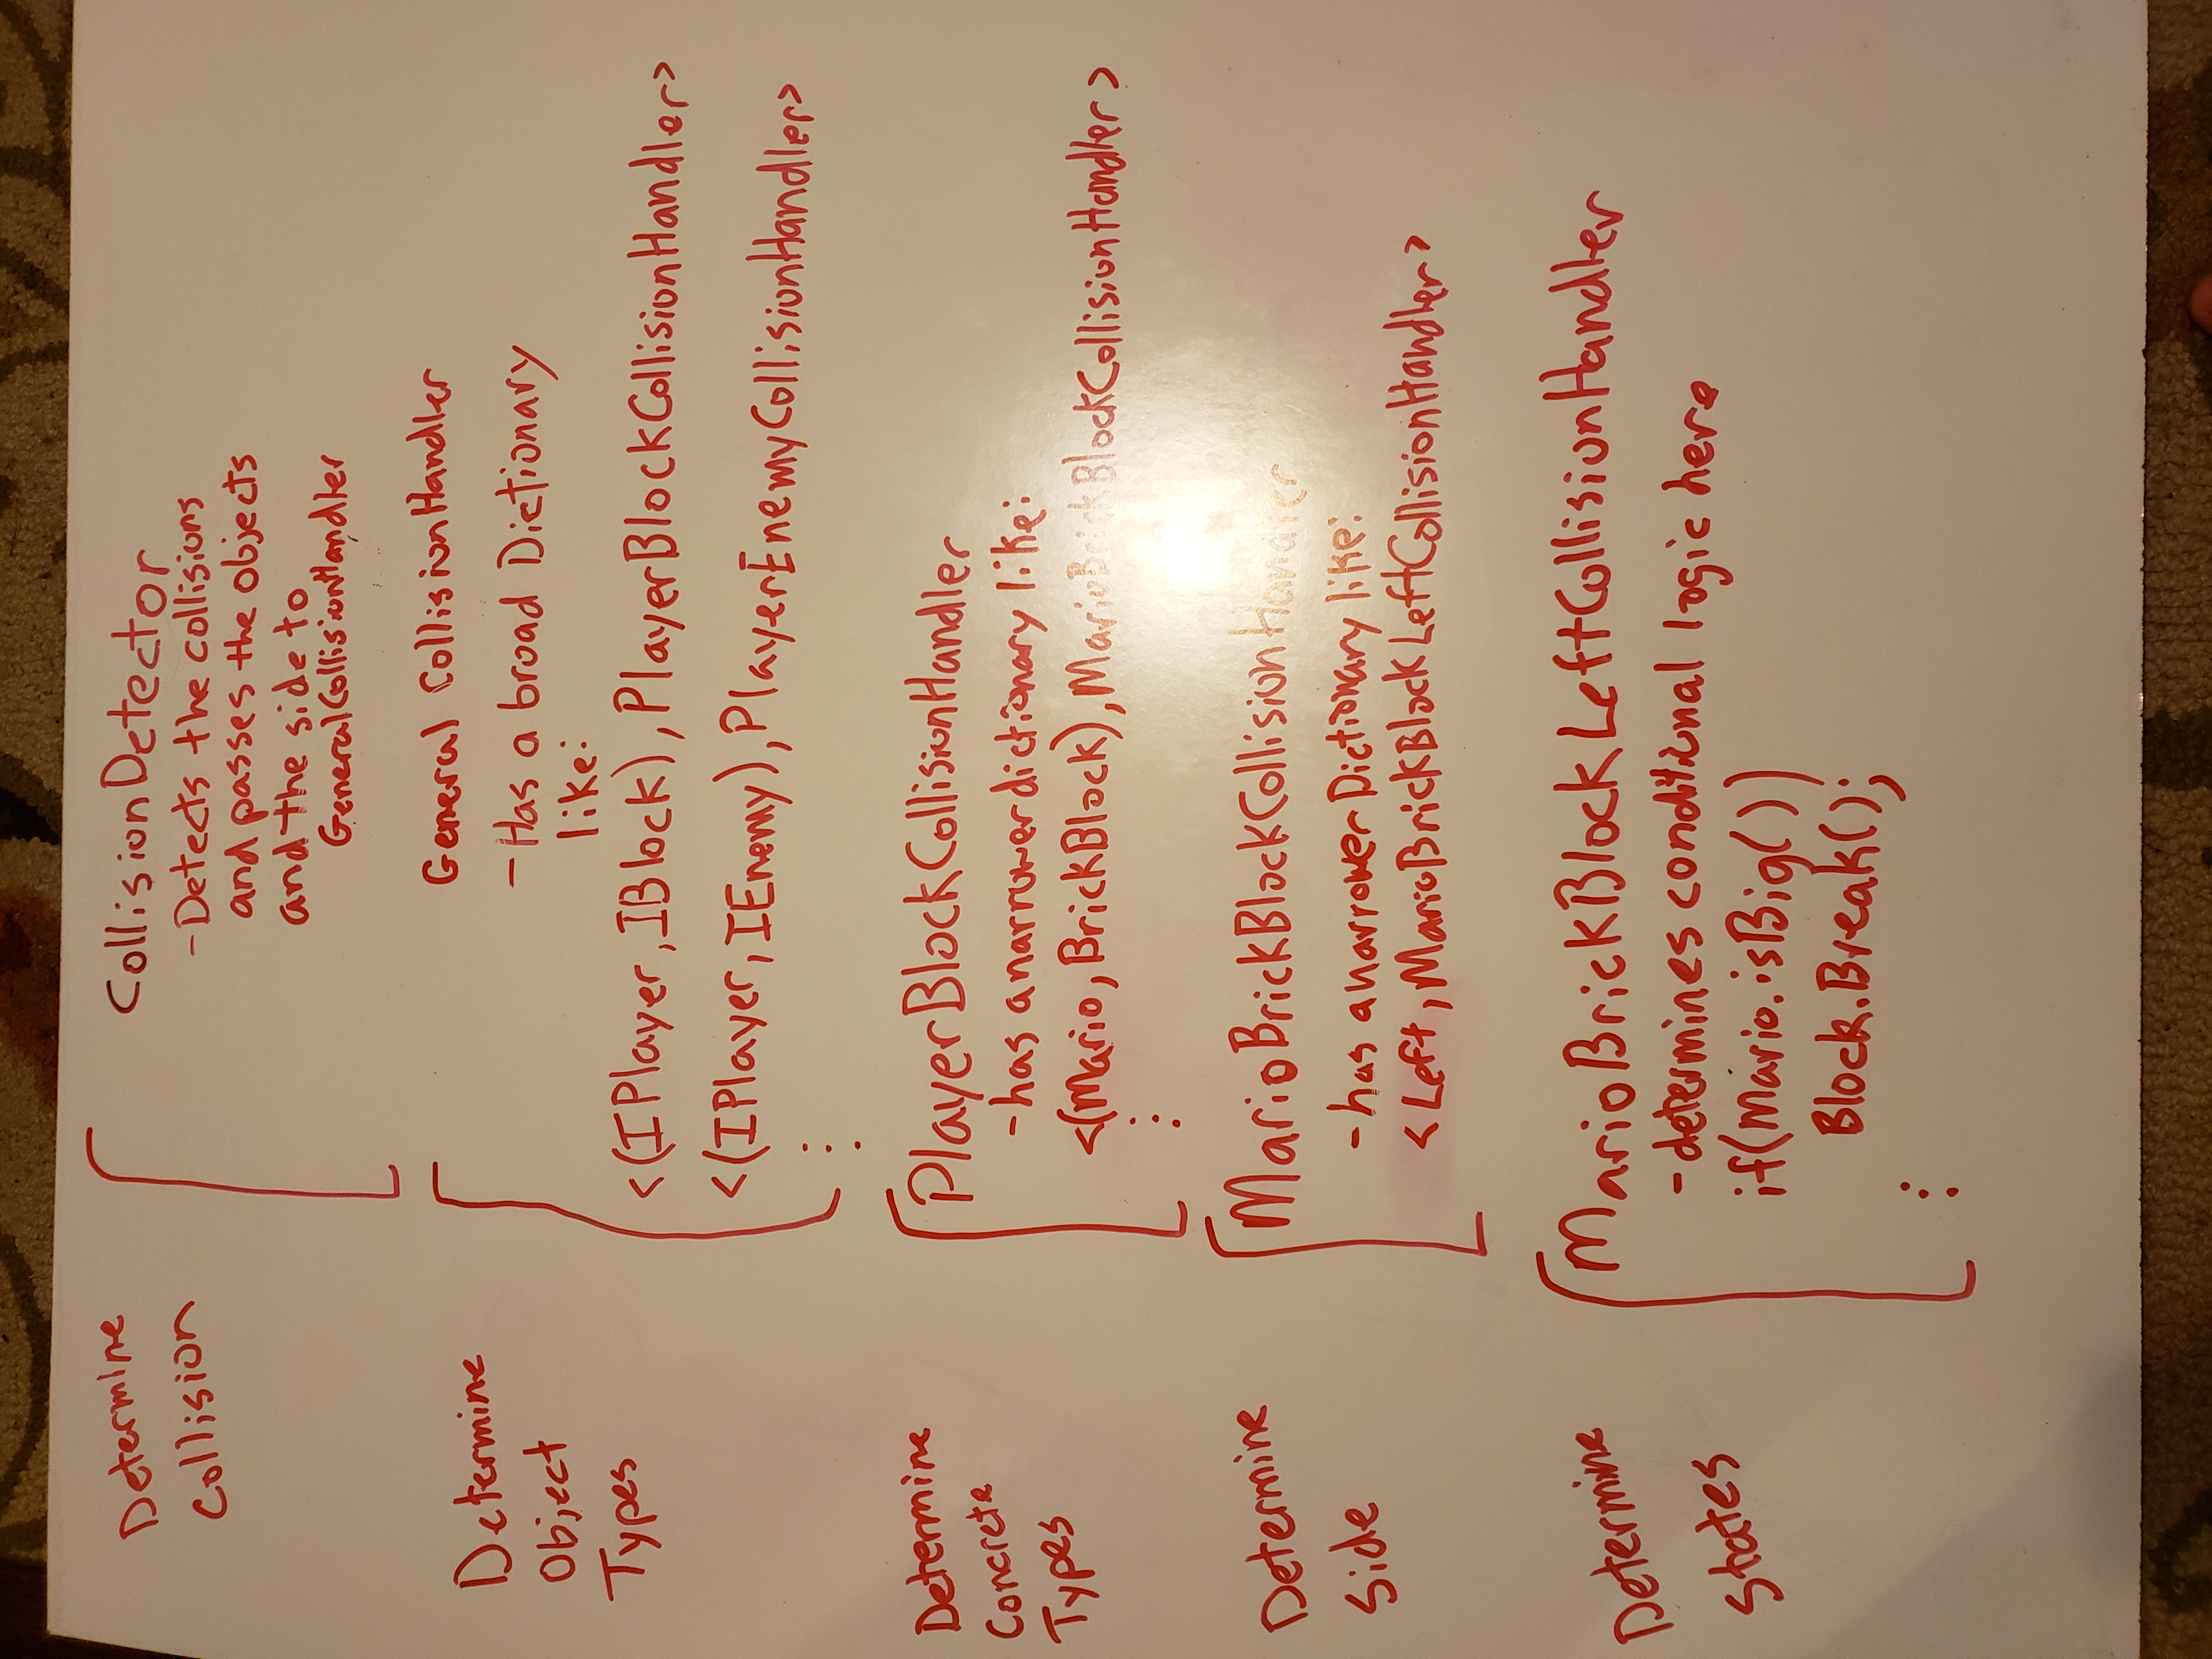 Determine
Collision
CollisionDetector
-Detects the collisions
and passes the objects
and the side to
GeneralCollisionHandler
Determine
Object
Types
General CollisionHandler
-Has a broad Dictionary
like:
<(IPlayer,IBlock),PlayerBlockCollisionHandler>
<(IPlayer,IEnemy),PlayerEnemyCollisionHandler>
Determine
Concrete
Types
PlayerBlockCollisionHandler
-has a narrower dictionary like:
<(Mario,BrickBlock),MarioBrickBlockCollisionHandler>
Determine
Side
MarioBrickBlockCollisionHandler
-has a narrower Dictionary like:
<Left,MarioBrickBlockLeftCollisionHandler>
Determine
States
MarioBrickBlockLeftCollisionHandler
-determines conditional logic here
if(Mario.isBig())
Block.Break();